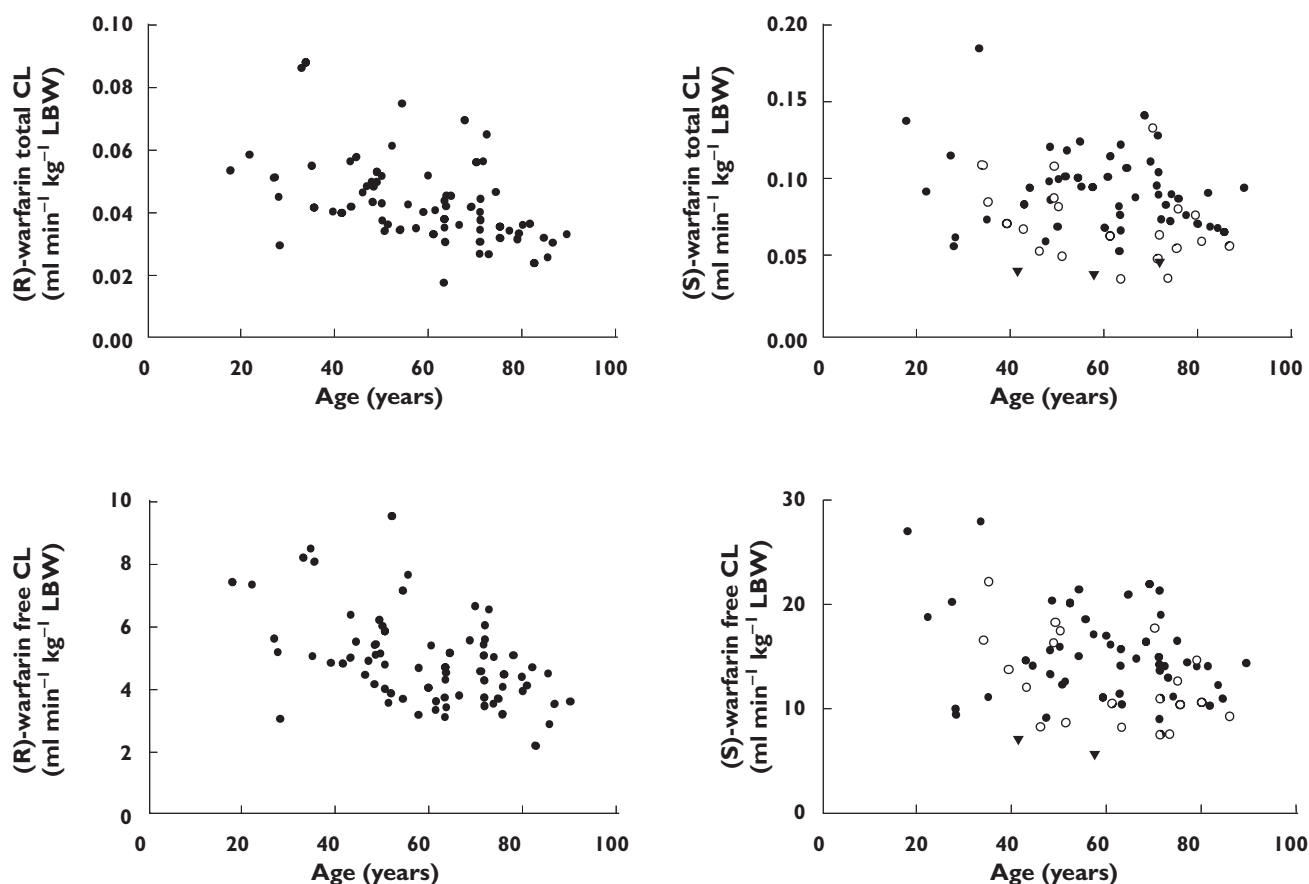 (R)-warfarin total CL
(ml min⁻¹ kg⁻¹ LBW)
0.10
0.08
0.06
0.04
0.02
0.00
0 20 40 60 80 100
Age (years)
(S)-warfarin total CL
(ml min⁻¹ kg⁻¹ LBW)
0.20
0.15
0.10
0.05
0.00
0 20 40 60 80 100
Age (years)
(R)-warfarin free CL
(ml min⁻¹ kg⁻¹ LBW)
10
8
6
4
2
0
0 20 40 60 80 100
Age (years)
(S)-warfarin free CL
(ml min⁻¹ kg⁻¹ LBW)
30
20
10
0
0 20 40 60 80 100
Age (years)